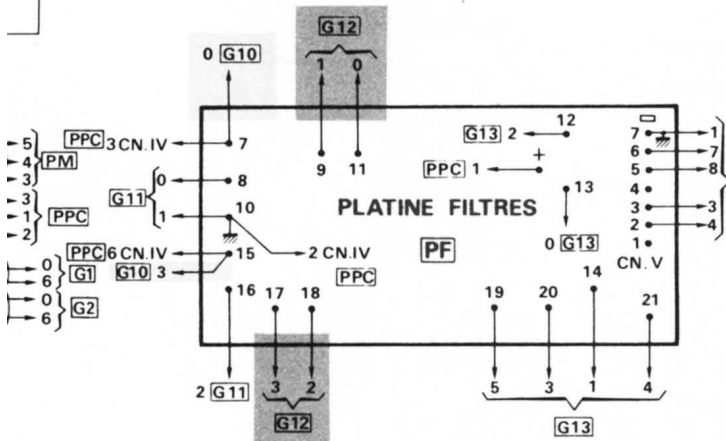 G12
0 G10
1 0
12
5
4 PM
3
PPC 3 CN.IV
7
9 11
G13 2
7 1
6 7
PPC 1
+
5 8
4
3 3
2 4
1
CN. V
3
1 PPC
2
G11
0 8
1 10
13
PLATINE FILTRES
PF
0 G13
PPC 6 CN.IV 15
2 CN.IV
PPC
G10 3
0 G1
6
0 G2
6
16 17 18
19 20 14 21
2 G11
3 2
G12
5 3 1 4
G13